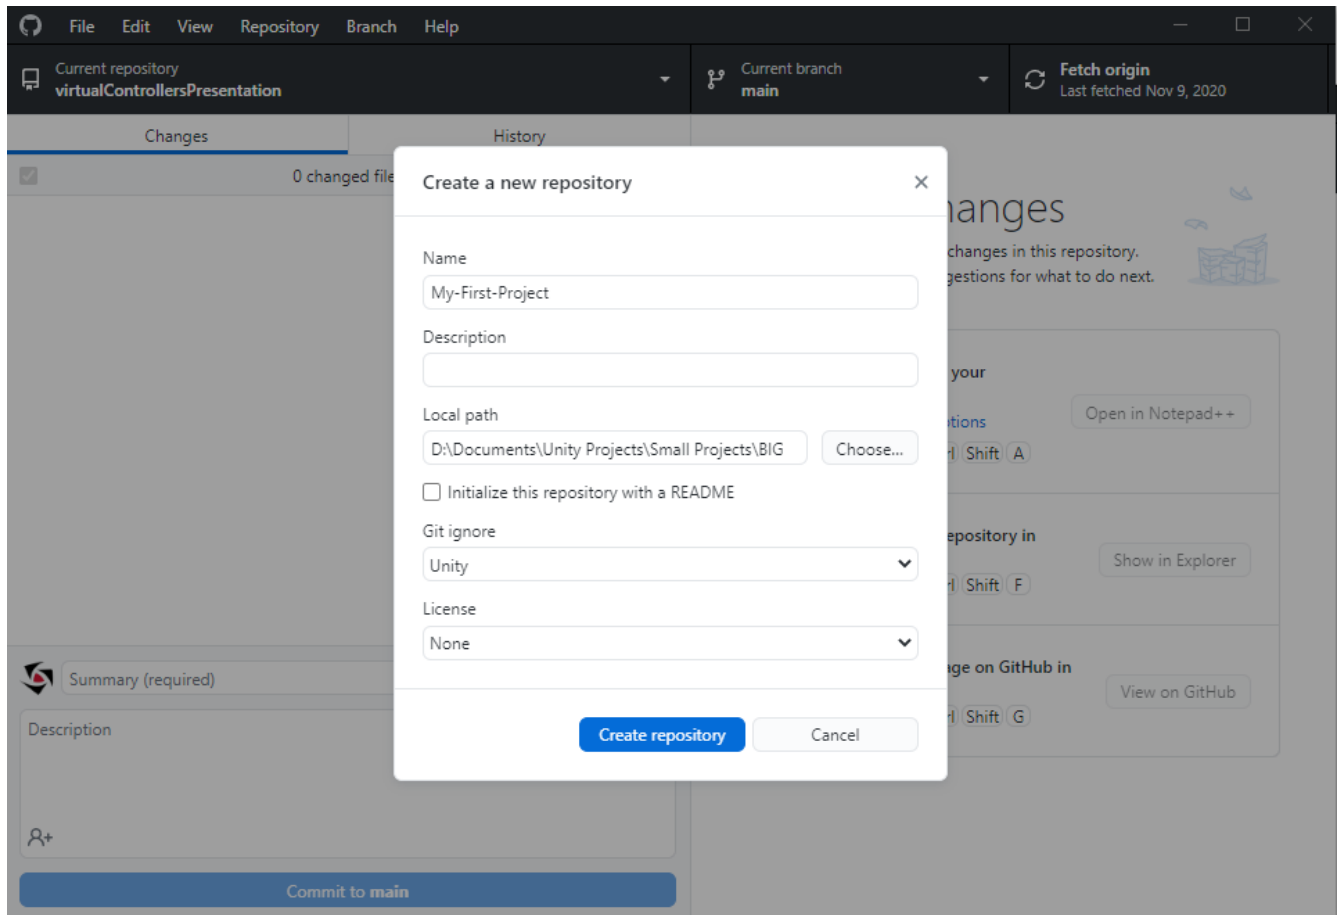 File Edit View Repository Branch Help
Current repository
virtualControllersPresentation
Current branch
main
Fetch origin
Last fetched Nov 9, 2020
Changes
History
0 changed file
Create a new repository
Name
My-First-Project
Description
Local path
D:\Documents\Unity Projects\Small Projects\BIG
Choose...
Initialize this repository with a README
Git ignore
Unity
License
None
Create repository
Cancel
anges
changes in this repository.
gestions for what to do next.
your
Open in Notepad++
tions
Shift A
epository in
Show in Explorer
Shift F
ge on GitHub in
View on GitHub
Shift G
Summary (required)
Description
Commit to main